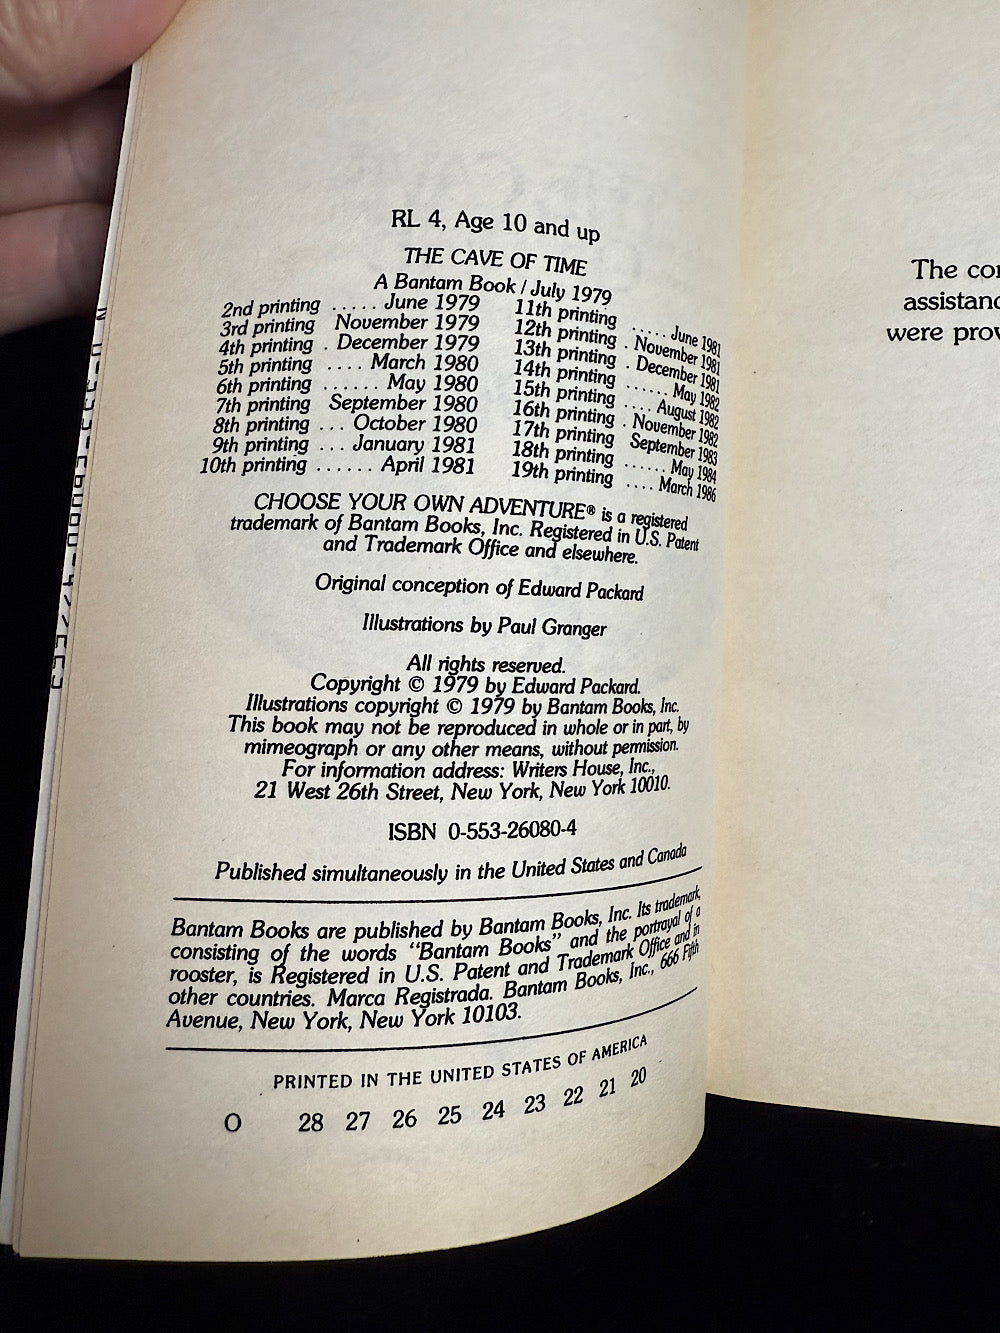 RL 4, Age 10 and up
THE CAVE OF TIME
A Bantam Book / July 1979
2nd printing ..... June 1979
3rd printing November 1979
4th printing . December 1979
5th printing .... March 1980
6th printing ...... May 1980
7th printing September 1980
8th printing ... October 1980
9th printing ... January 1981
10th printing ...... April 1981
11th printing ..... June 1981
12th printing . November 1981
13th printing . December 1981
14th printing ...... May 1982
15th printing .... August 1982
16th printing . November 1982
17th printing September 1983
18th printing ...... May 1984
19th printing .... March 1986
CHOOSE YOUR OWN ADVENTURE® is a registered
trademark of Bantam Books, Inc. Registered in U.S. Patent
and Trademark Office and elsewhere.
Original conception of Edward Packard
Illustrations by Paul Granger
All rights reserved.
Copyright © 1979 by Edward Packard.
Illustrations copyright © 1979 by Bantam Books, Inc.
This book may not be reproduced in whole or in part, by
mimeograph or any other means, without permission.
For information address: Writers House, Inc.,
21 West 26th Street, New York, New York 10010.
ISBN 0-553-26080-4
Published simultaneously in the United States and Canada
Bantam Books are published by Bantam Books, Inc. Its trademark,
consisting of the words "Bantam Books" and the portrayal of a
rooster, is Registered in U.S. Patent and Trademark Office and in
other countries. Marca Registrada. Bantam Books, Inc., 666 Fifth
Avenue, New York, New York 10103.
PRINTED IN THE UNITED STATES OF AMERICA
O 28 27 26 25 24 23 22 21 20
The
assistanc
were prov